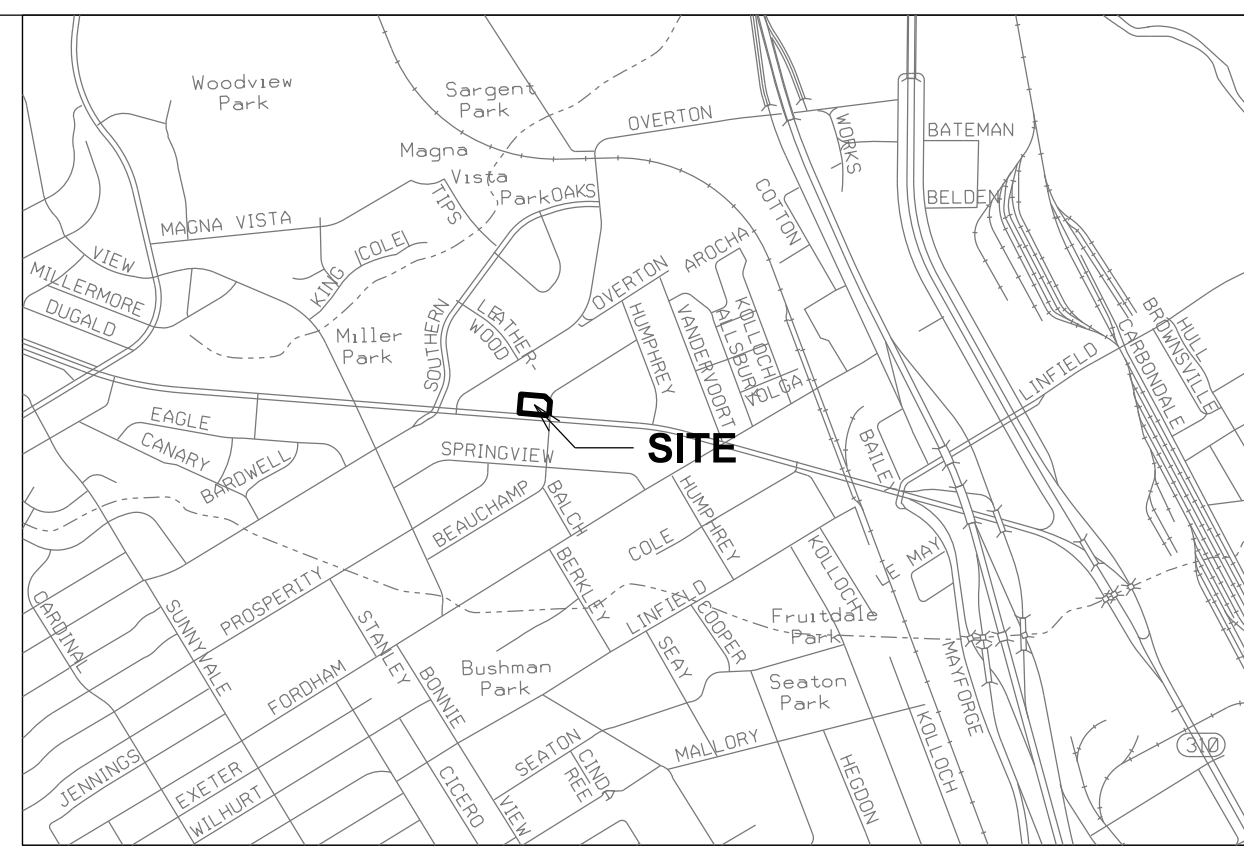 Woodview
Park
Sargent
Park
OVERTON
WORKS
BATEMAN
Magna
Vista
Park
OAKS
TIPS
BELDEN
MAGNA VISTA
COTTON
VIEW
COLE
KING
AROCHA
MILLERMORE
DUGALD
OVERTON
SOUTHERN
LEATHER-
WOOD
HUMPHREY
VANDERVOORT
ALLSBURY
KOLLOCH
VOLGA
Miller
Park
BROWNSVILLE
HULL
CARBONDALE
LINFIELD
EAGLE
CANARY
BARDWELL
SPRINGVIEW
SITE
BEAUCHAMP
BALCH
HUMPHREY
BAILEY
COLE
KOLLOCH
MAY
LE
BERKLEY
PROSPERITY
LINFIELD
CARDINAL
SUNNYVALE
STANLEY
COOPER
Fruitdale
Park
SEAY
Bushman
Park
Seaton
Park
MAYFORGE
FORDHAM
BONNIE
VIEW
KOLLOCH
MALLORY
SEATON
CINDA
REE
310
JENNINGS
EXETER
WILHURT
CICERO
HEGDON